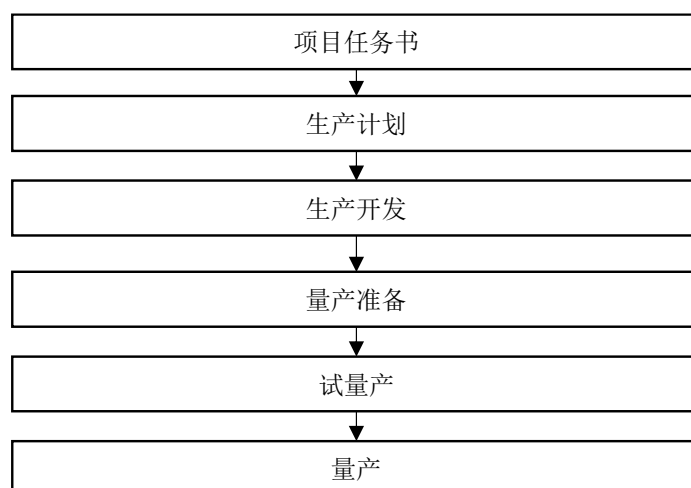 项目任务书
生产计划
生产开发
量产准备
试量产
量产